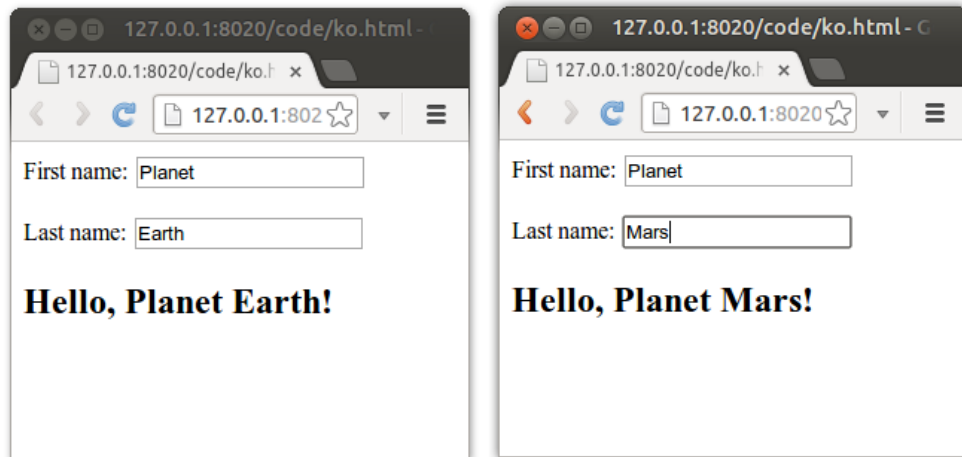 127.0.0.1:8020/code/ko.html - G
127.0.0.1:8020/code/ko.h
127.0.0.1:802
First name: Planet
Last name: Earth
Hello, Planet Earth!
127.0.0.1:8020/code/ko.html - G
127.0.0.1:8020/code/ko.h
127.0.0.1:8020
First name: Planet
Last name: Mars
Hello, Planet Mars!